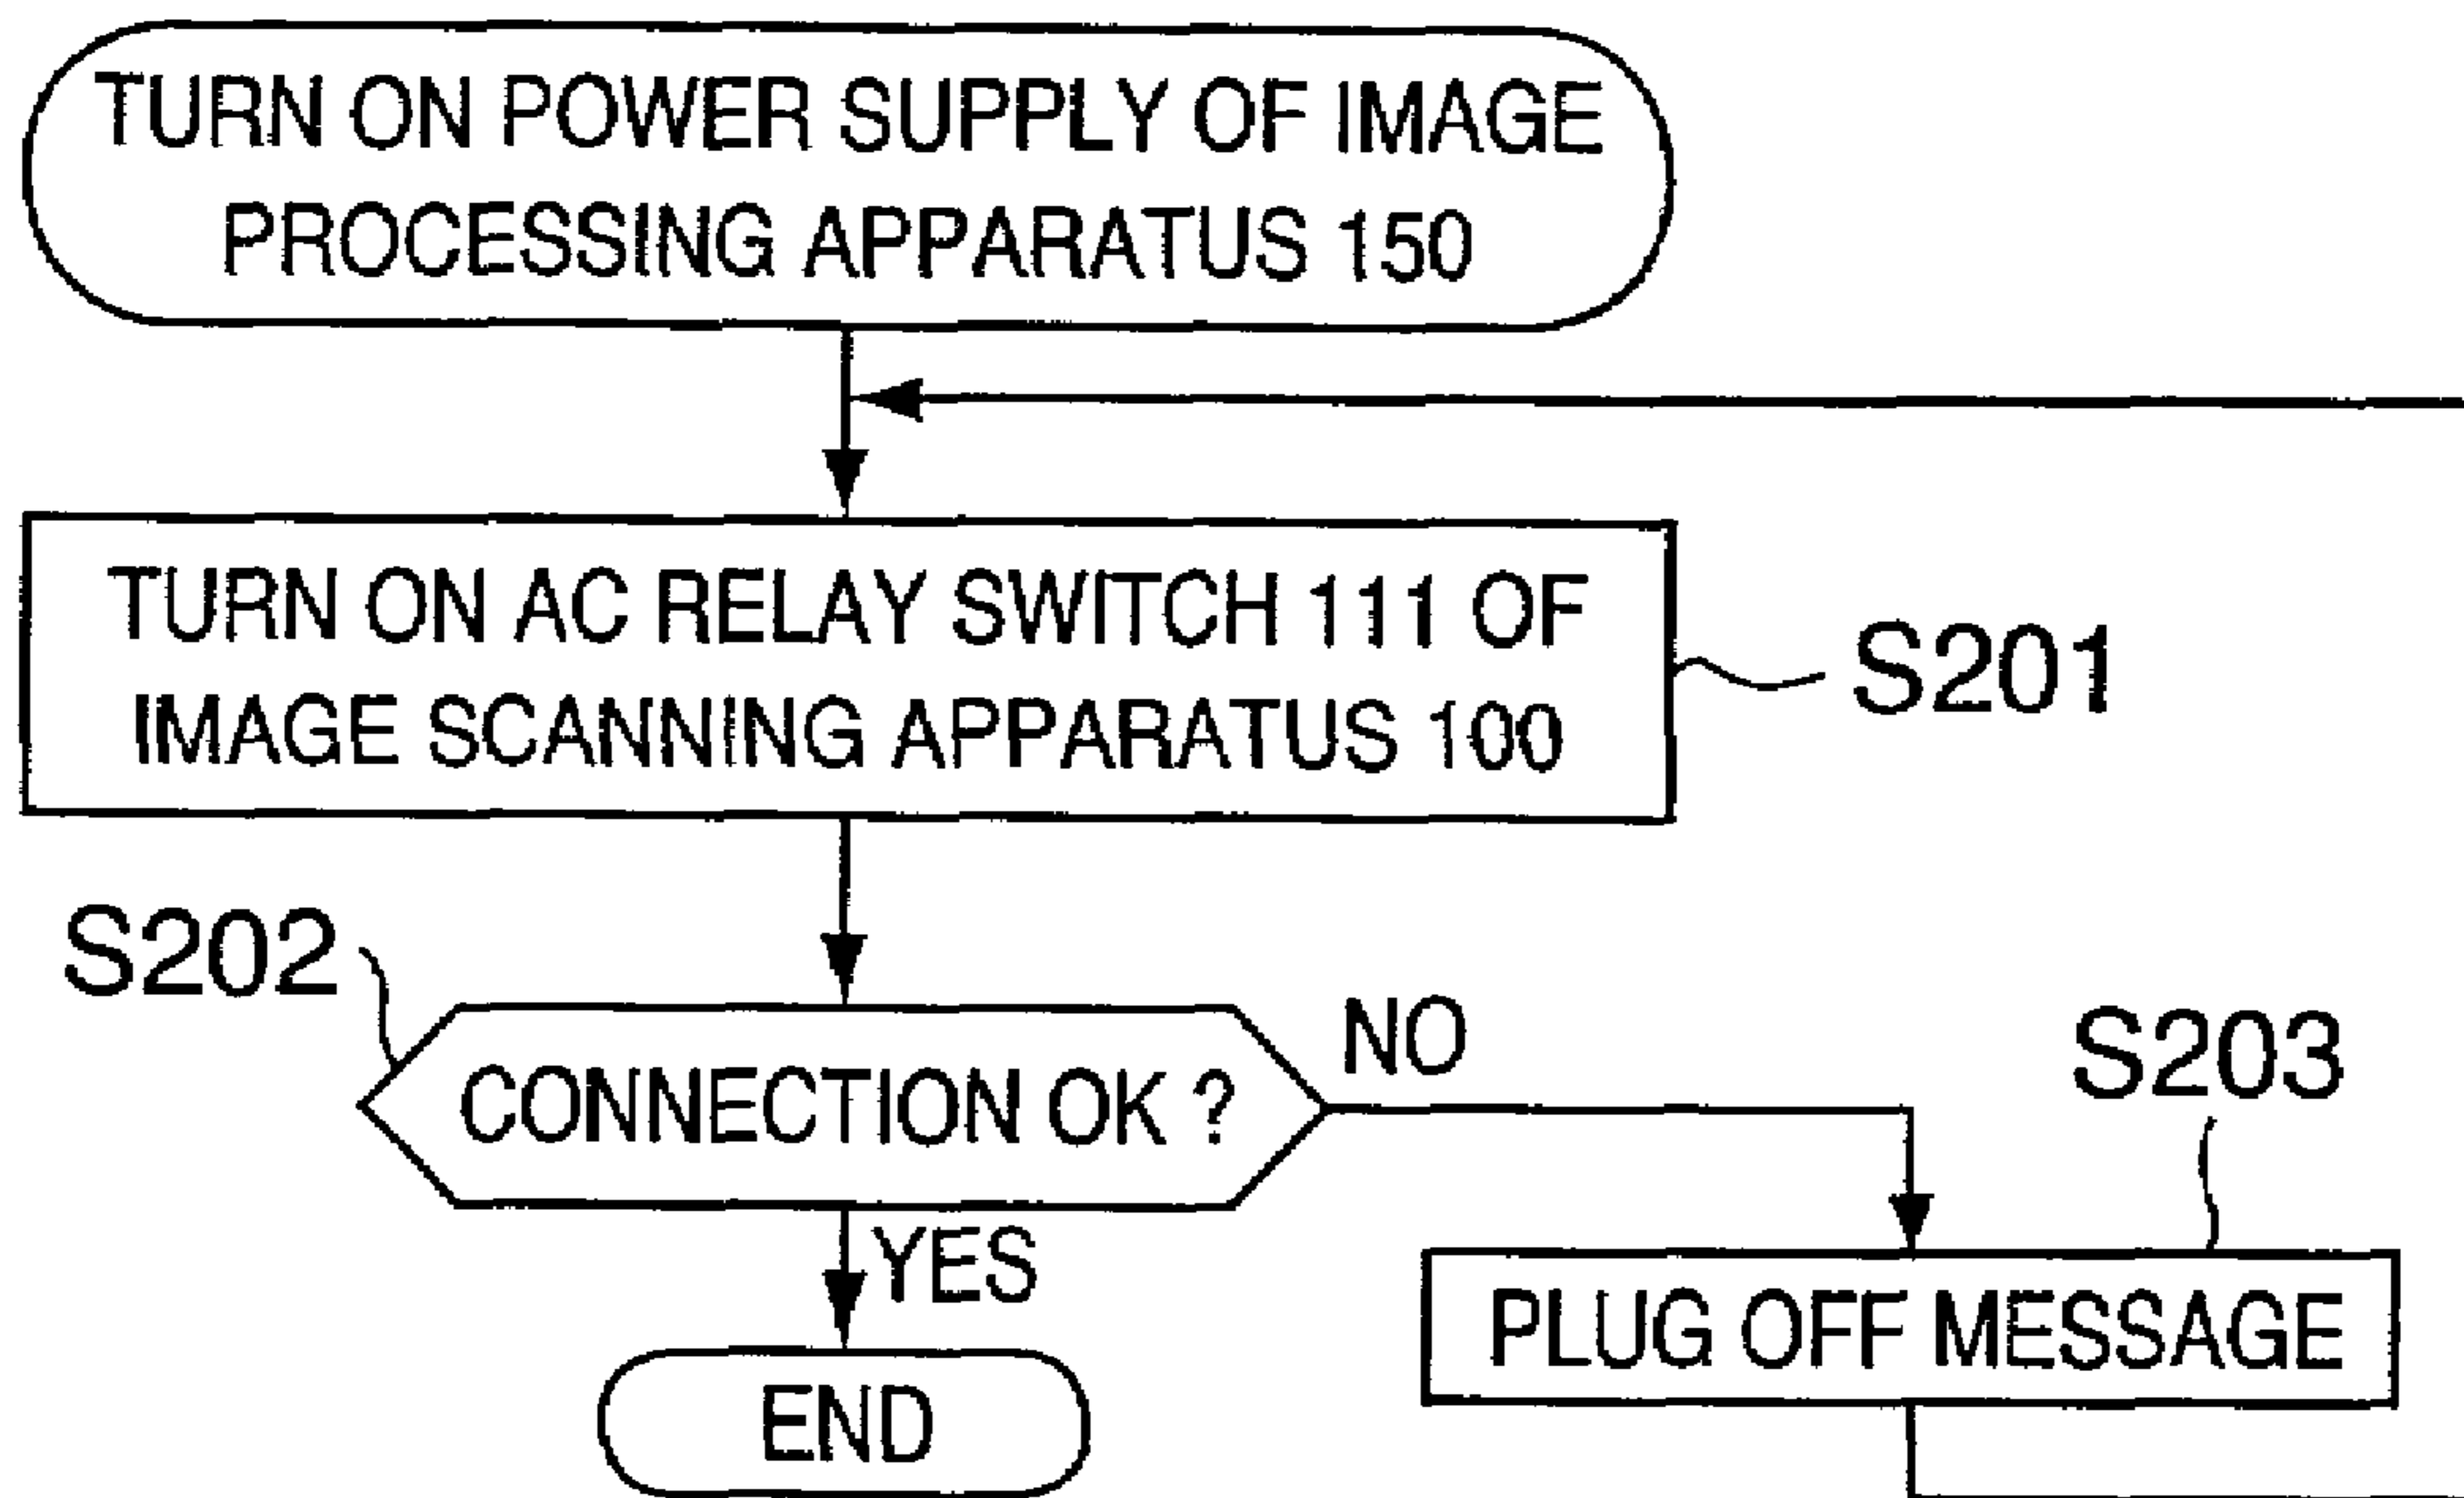 TURN ON POWER SUPPLY OF IMAGE
PROCESSING APPARATUS 150
TURN ON AC RELAY SWITCH 111 OF
IMAGE SCANNING APPARATUS 100
S201
S202
CONNECTION OK ?
NO
S203
YES
PLUG OFF MESSAGE
END